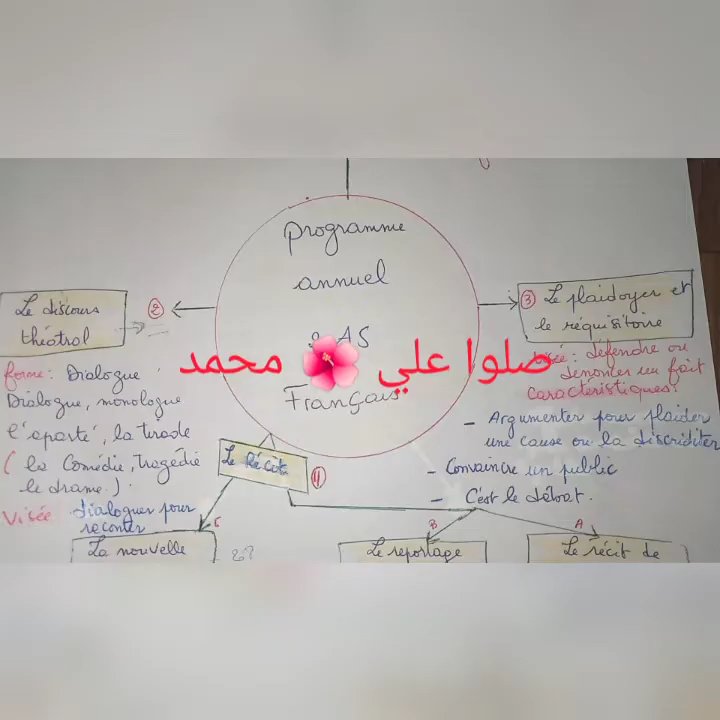 programme
annuel
AS
Français
صلوا علي محمد
Le discours
théâtral
②
forme: Dialogue
Dialogue, monologue
l'aparté, la tirade
(la Comédie, Tragédie
le drame.)
Visée dialoguer pour
raconter
③ Le plaidoyer et
le réquisitoire
défendre ou
dénoncer un fait
caractéristiques:
- Argumenter pour plaider
une cause ou la discréditer
- Convaincre un public
- C'est le débat.
Le Récit
④
C
La nouvelle
B
Le reportage
A
Le récit de